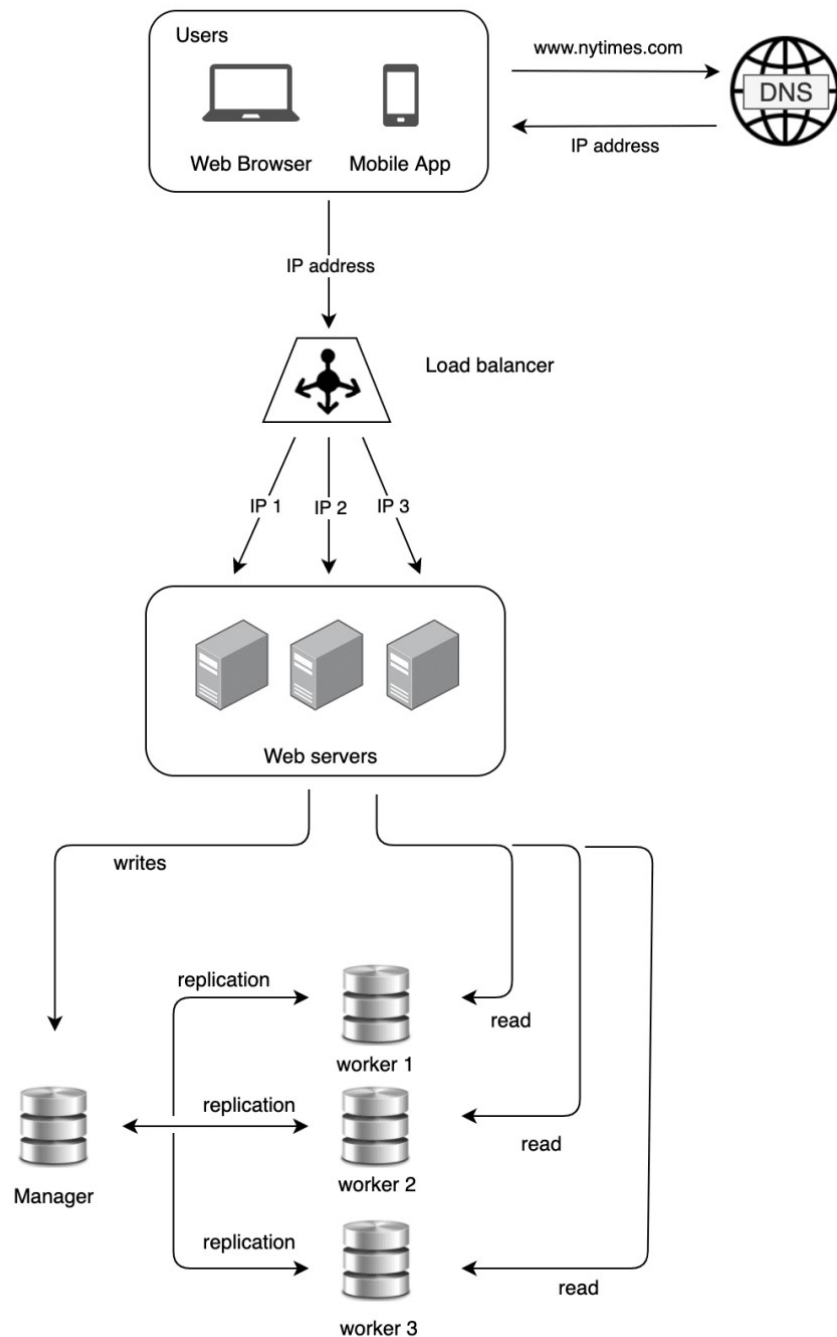 Users
www.nytimes.com
DNS
Web Browser
Mobile App
IP address
IP address
Load balancer
IP 1
IP 2
IP 3
Web servers
writes
replication
read
worker 1
replication
read
Manager
worker 2
replication
read
worker 3